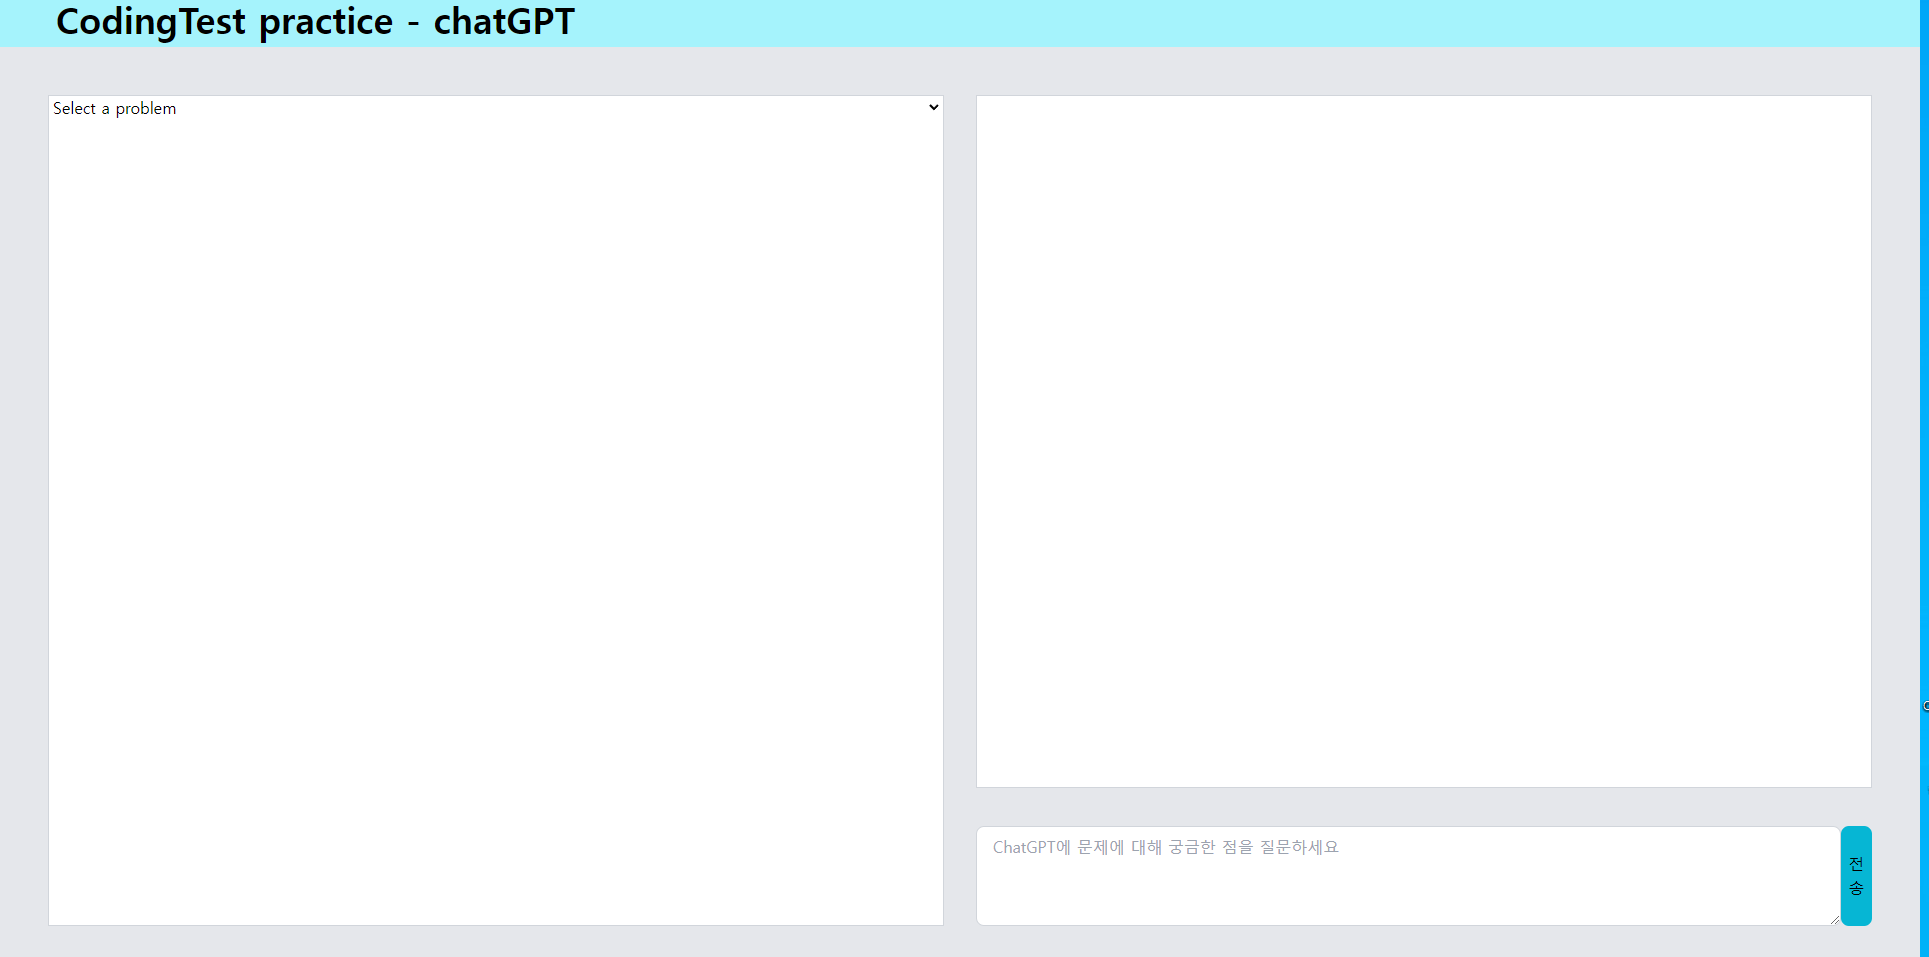 CodingTest practice - chatGPT
Select a problem
ChatGPT에 문제에 대해 궁금한 점을 질문하세요
전
송